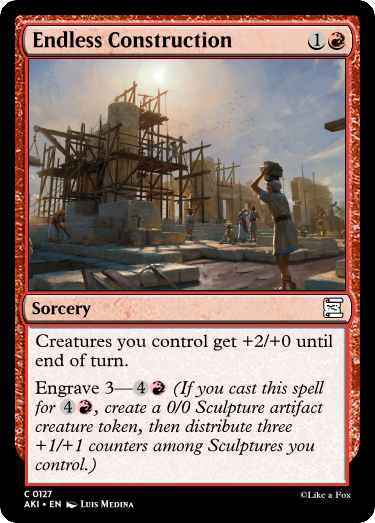 Endless Construction 1
Sorcery
Creatures you control get +2/+0 until
end of turn.
Engrave 3—4 (If you cast this spell
for 4, create a 0/0 Sculpture artifact
creature token, then distribute three
+1/+1 counters among Sculptures you
control.)
C 0127
AKI • EN Luis Medina
©Like a Fox